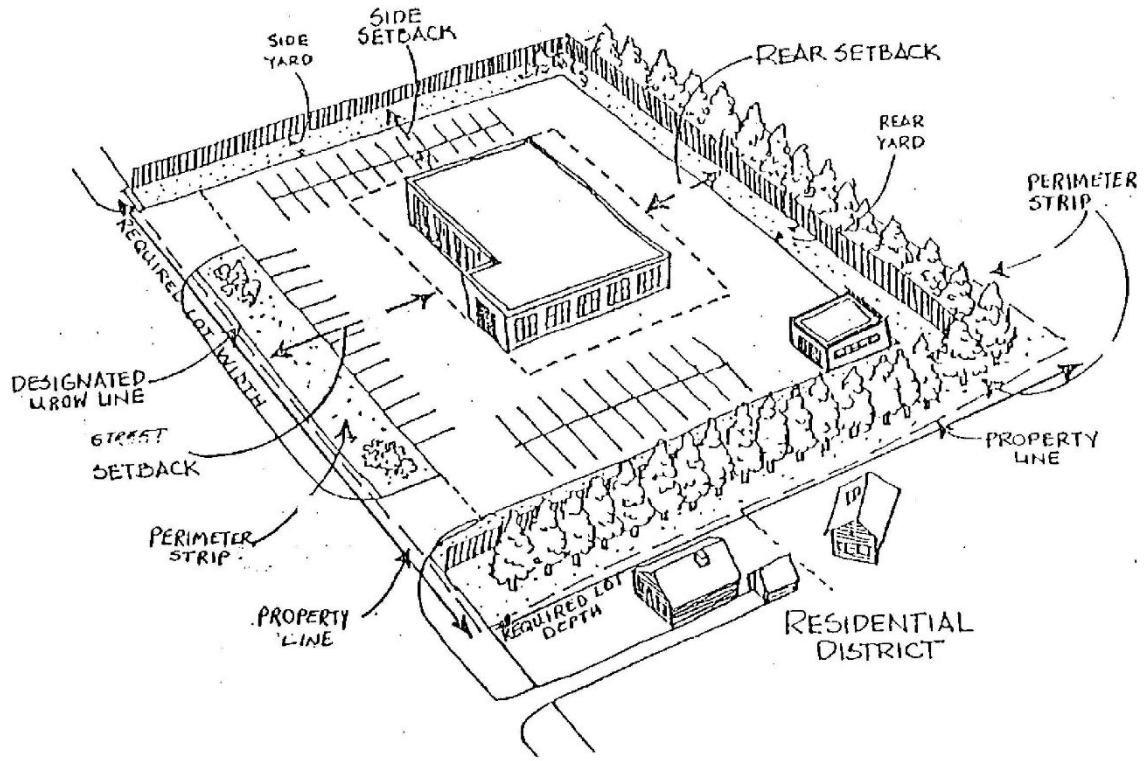 SIDE
SETBACK
SIDE
YARD
REAR SETBACK
REAR
YARD
PERIMETER
STRIP
REQUIREL LOT WIDTH
DESIGNATED
UROW LINE
STREET
SETBACK
PERIMETER
STRIP
PROPERTY
LINE
PROPERTY
LINE
REQUIRED LOT
DEPTH
RESIDENTIAL
DISTRICT